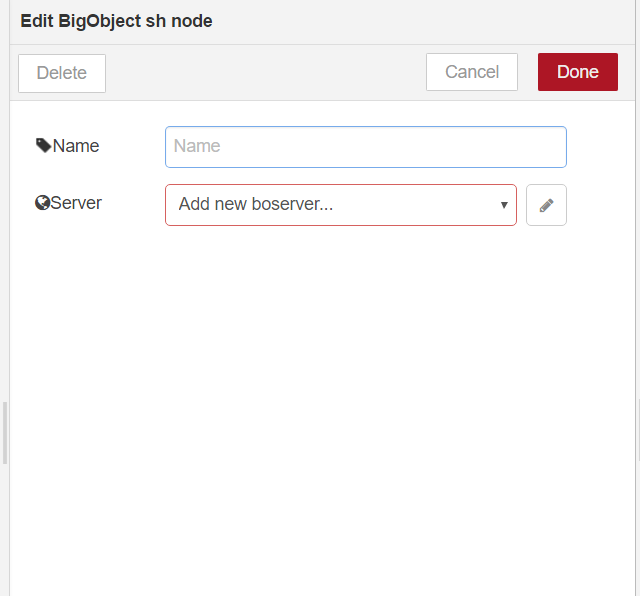 Edit BigObject sh node
Delete Cancel Done
Name Name
Server Add new boserver...